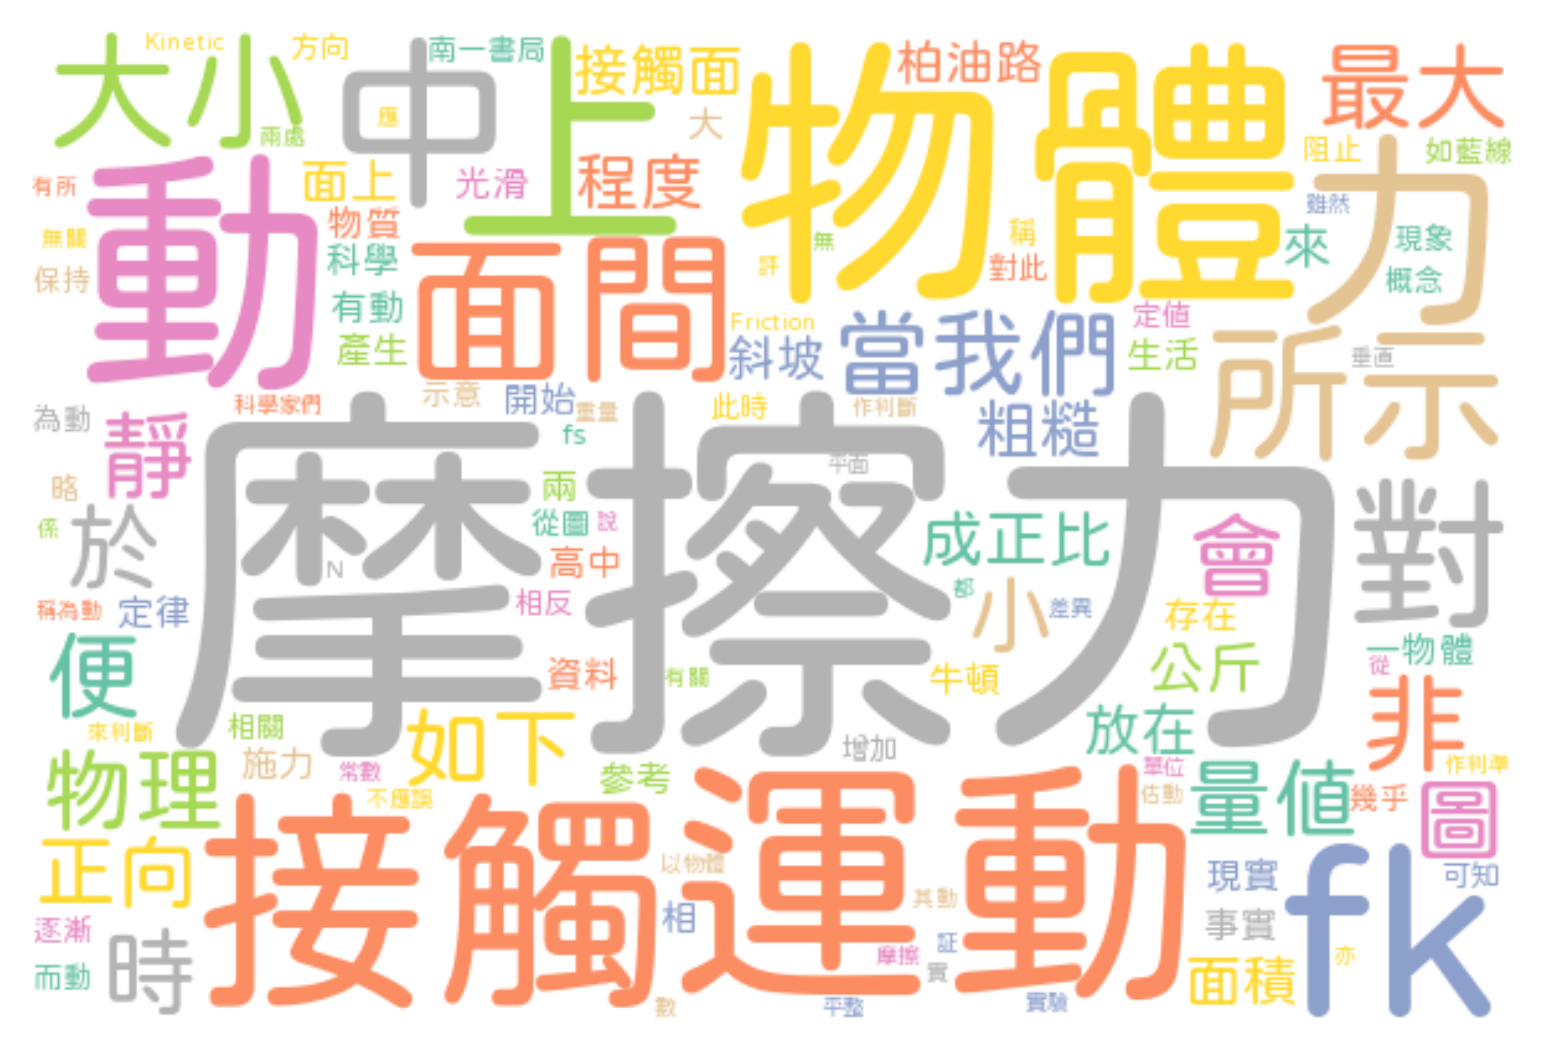 大小
Kinetic
方向
中
應
南一書局
上
接觸面
大
物體
柏油路
最大
兩處
阻止
如藍線
有所
動
面上
光滑
程度
力
雖然
無關
物質
面間
無
稱
來
現象
保持
科學
評
對此
概念
有動
Friction
當我們
定值
產生
斜坡
生活
所示
垂直
科學家們
示意
開始
重量
此時
作判斷
為動
靜
fs
粗糙
摩擦力
平面
略
兩
對
係
於
從圖
說
成正比
會
N
高中
都
稱為動
定律
相反
小
差異
存在
便
資料
有關
牛頓
公斤
一物體
從
來判斷
相關
如下
放在
非
物理
施力
常數
參考
增加
單位
作判準
不應誤
量值
估動
幾乎
圖
正向
接觸
運動
以物體
現實
fk
可知
其動
逐漸
時
相
事實
証
摩擦
亦
而動
實
面積
數
平整
實驗